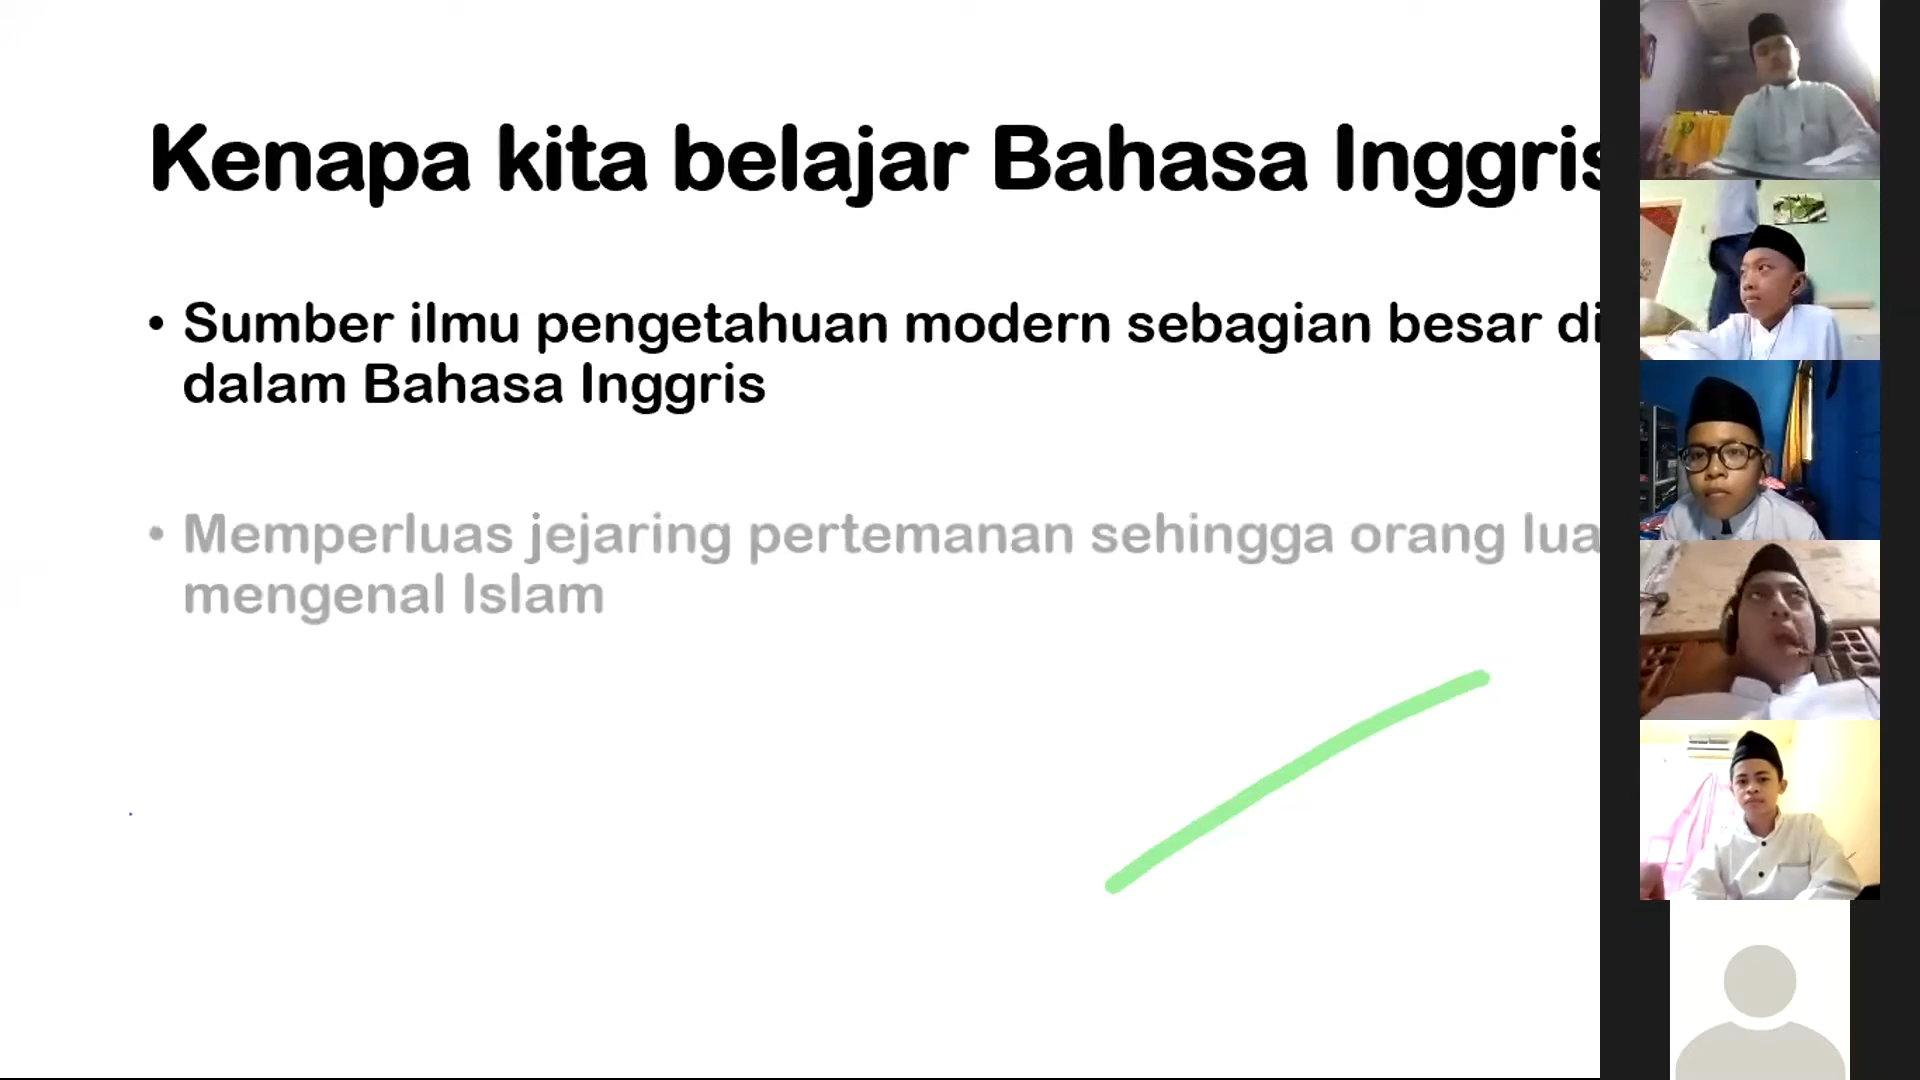 Kenapa kita belajar Bahasa Inggris
• Sumber ilmu pengetahuan modern sebagian besar di
dalam Bahasa Inggris
• Memperluas jejaring pertemanan sehingga orang lua
mengenal Islam